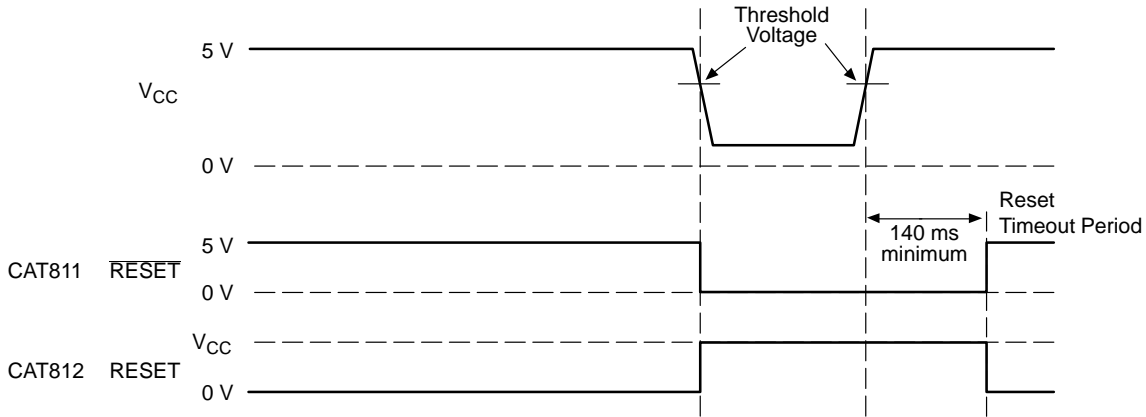 Threshold
Voltage
5 V
VCC
0 V
Reset
Timeout Period
140 ms
minimum
5 V
CAT811 RESET
0 V
VCC
CAT812 RESET
0 V